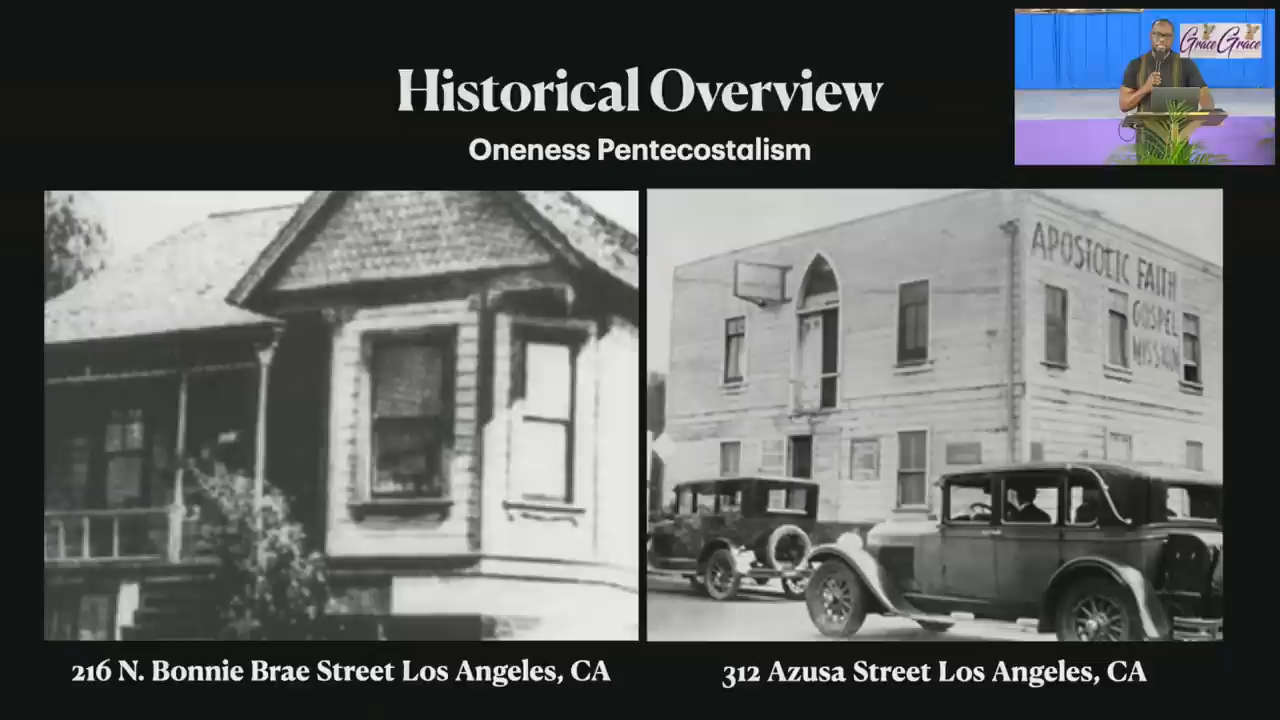 Historical Overview
Oneness Pentecostalism
Grace Grace
APOSTOLIC FAITH
GOSPEL
MISSION
216 N. Bonnie Brae Street Los Angeles, CA
312 Azusa Street Los Angeles, CA